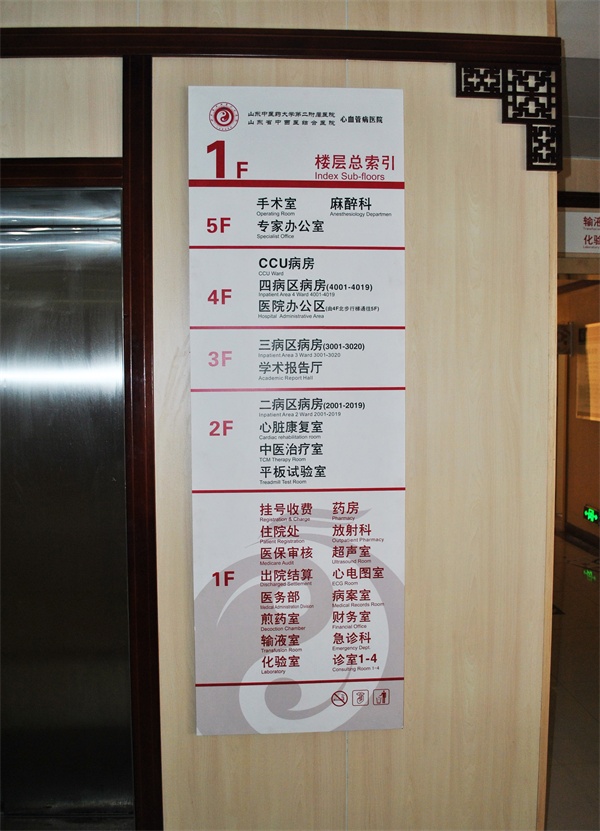 山东中医药大学第二附属医院
山东省中西医结合医院
心血管病医院
1F
楼层总索引
Index Sub-floors
5F
手术室 麻醉科
Operating Room Anesthesiology Departmen
专家办公室
Specialist Office
4F
CCU病房
CCU Ward
四病区病房(4001-4019)
Inpatient Area 4 Ward 4001-4019
医院办公区(由4F北步行梯通往5F)
Hospital Administrative Area
3F
三病区病房(3001-3020)
Inpatient Area 3 Ward 3001-3020
学术报告厅
Academic Report Hall
2F
二病区病房(2001-2019)
Inpatient Area 2 Ward 2001-2019
心脏康复室
Cardiac rehabilitation room
中医治疗室
TCM Therapy Room
平板试验室
Treadmill Test Room
1F
挂号收费 药房
Registration & Charge Pharmacy
住院处 放射科
Patient Registration Outpatient Pharmacy
医保审核 超声室
Medicare Audit Ultrasound Room
出院结算 心电图室
Discharged Settlement ECG Room
医务部 病案室
Medical Administration Division Medical Records Room
煎药室 财务室
Decoction Chamber Financial Office
输液室 急诊科
Transfusion Room Emergency Dept.
化验室 诊室1-4
Laboratory Consulting Room 1-4
输液
化验